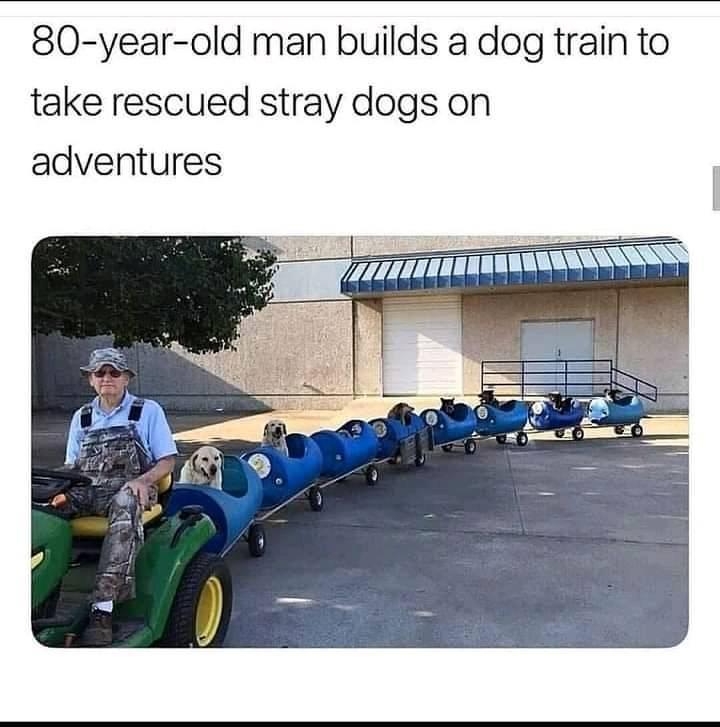 80-year-old man builds a dog train to
take rescued stray dogs on
adventures